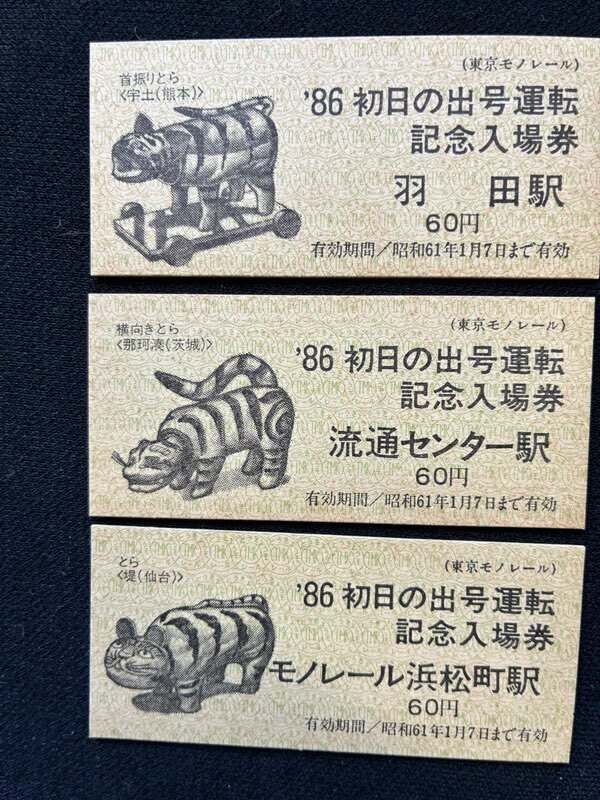 首振りとら
〈宇土(熊本)〉
(東京モノレール)
'86 初日の出号運転
記念入場券
羽 田駅
60円
有効期間／昭和61年1月7日まで有効
横向きとら
〈那珂湊(茨城)〉
(東京モノレール)
'86 初日の出号運転
記念入場券
流通センター駅
60円
有効期間／昭和61年1月7日まで有効
とら
〈堤(仙台)〉
(東京モノレール)
'86 初日の出号運転
記念入場券
モノレール浜松町駅
60円
有効期間／昭和61年1月7日まで有効